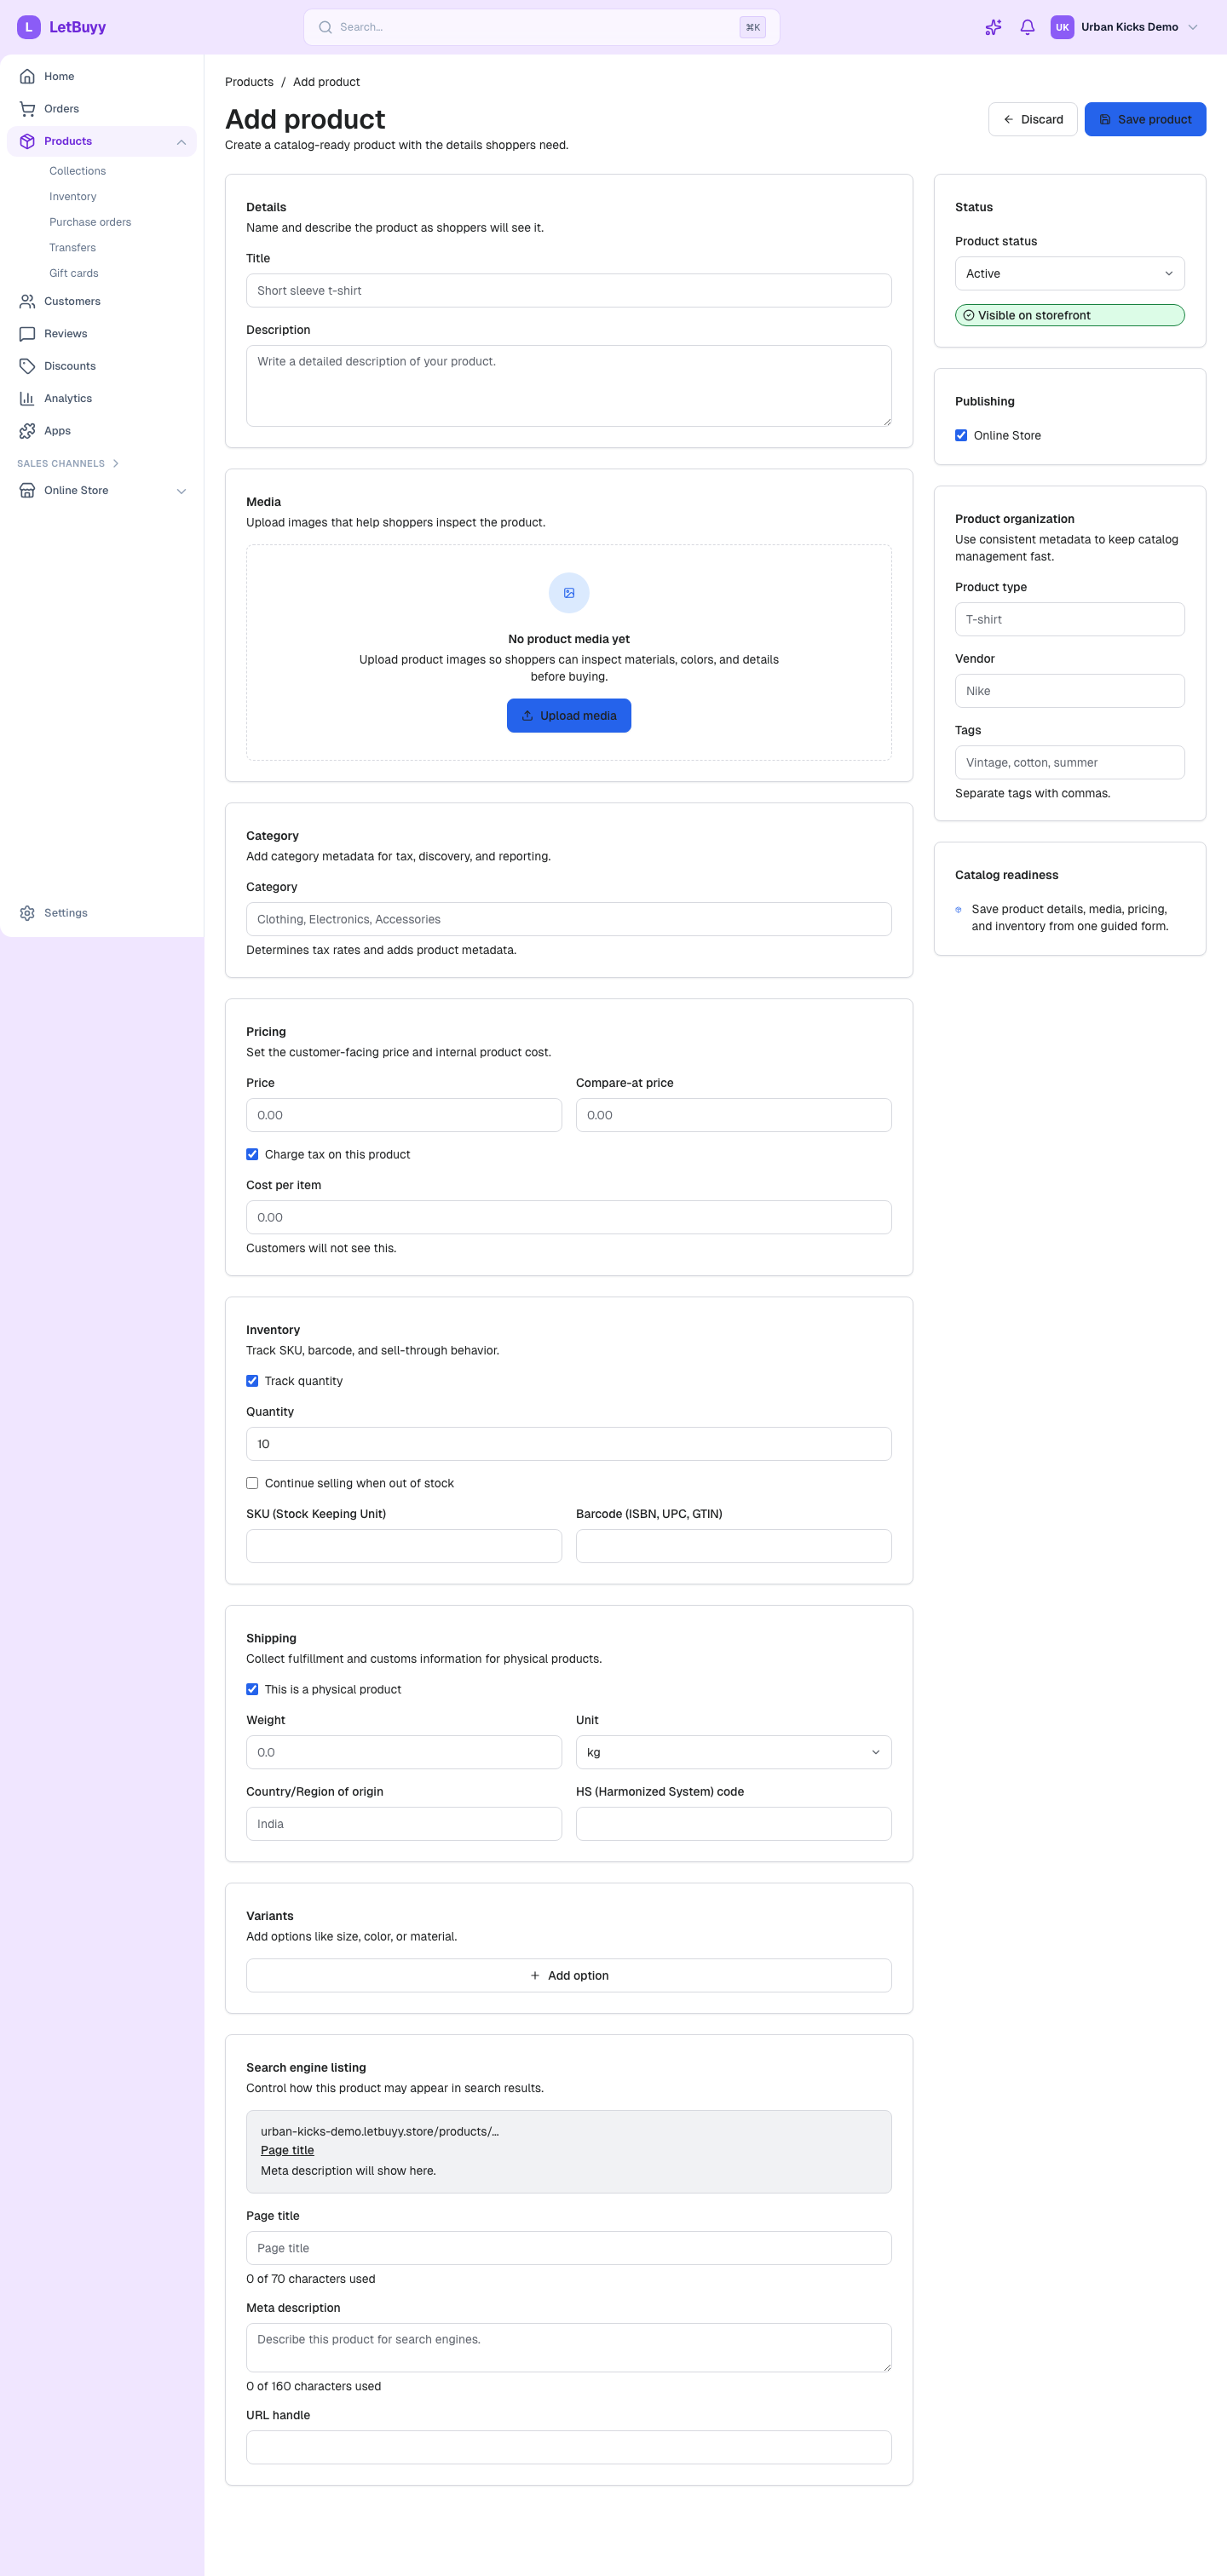 L LetBuyy
Search...
⌘K
UK Urban Kicks Demo
Home
Orders
Products
Collections
Inventory
Purchase orders
Transfers
Gift cards
Customers
Reviews
Discounts
Analytics
Apps
SALES CHANNELS
Online Store
Settings
Products / Add product
Add product
Create a catalog-ready product with the details shoppers need.
Discard
Save product
Details
Name and describe the product as shoppers will see it.
Title
Short sleeve t-shirt
Description
Write a detailed description of your product.
Media
Upload images that help shoppers inspect the product.
No product media yet
Upload product images so shoppers can inspect materials, colors, and details
before buying.
Upload media
Category
Add category metadata for tax, discovery, and reporting.
Category
Clothing, Electronics, Accessories
Determines tax rates and adds product metadata.
Pricing
Set the customer-facing price and internal product cost.
Price
Compare-at price
0.00
0.00
Charge tax on this product
Cost per item
0.00
Customers will not see this.
Inventory
Track SKU, barcode, and sell-through behavior.
Track quantity
Quantity
10
Continue selling when out of stock
SKU (Stock Keeping Unit)
Barcode (ISBN, UPC, GTIN)
Shipping
Collect fulfillment and customs information for physical products.
This is a physical product
Weight
Unit
0.0
kg
Country/Region of origin
HS (Harmonized System) code
India
Variants
Add options like size, color, or material.
Add option
Search engine listing
Control how this product may appear in search results.
urban-kicks-demo.letbuyy.store/products/...
Page title
Meta description will show here.
Page title
Page title
0 of 70 characters used
Meta description
Describe this product for search engines.
0 of 160 characters used
URL handle
Status
Product status
Active
Visible on storefront
Publishing
Online Store
Product organization
Use consistent metadata to keep catalog
management fast.
Product type
T-shirt
Vendor
Nike
Tags
Vintage, cotton, summer
Separate tags with commas.
Catalog readiness
Save product details, media, pricing,
and inventory from one guided form.